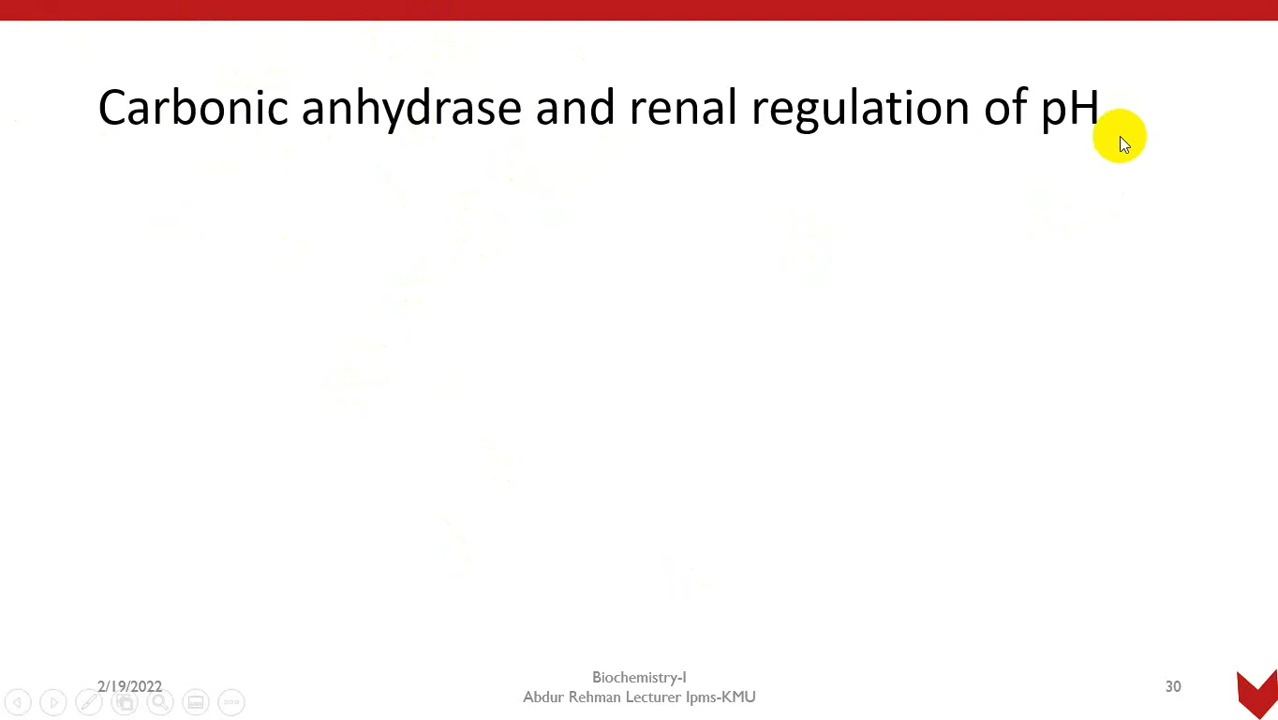 Carbonic anhydrase and renal regulation of pH
2/19/2022
Biochemistry-I
Abdur Rehman Lecturer Ipms-KMU
30